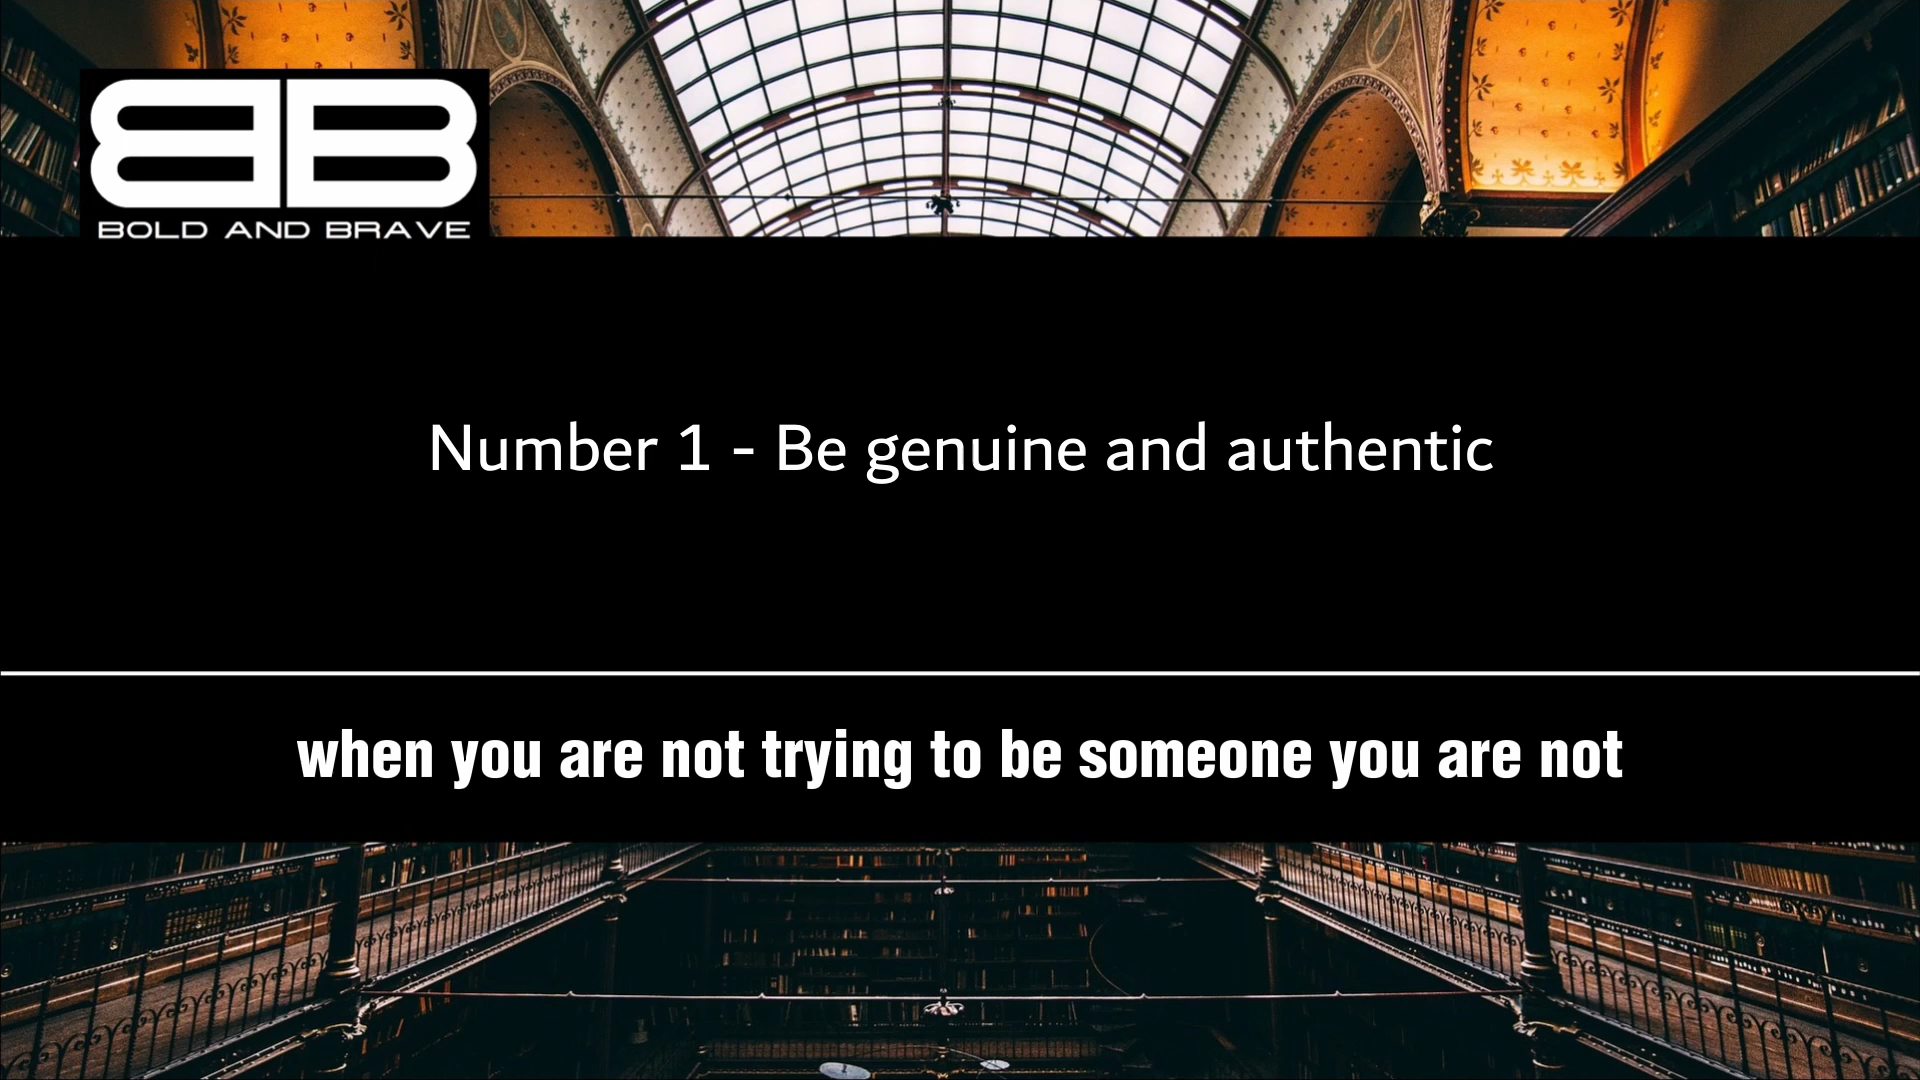 BB
BOLD AND BRAVE
Number 1 - Be genuine and authentic
when you are not trying to be someone you are not